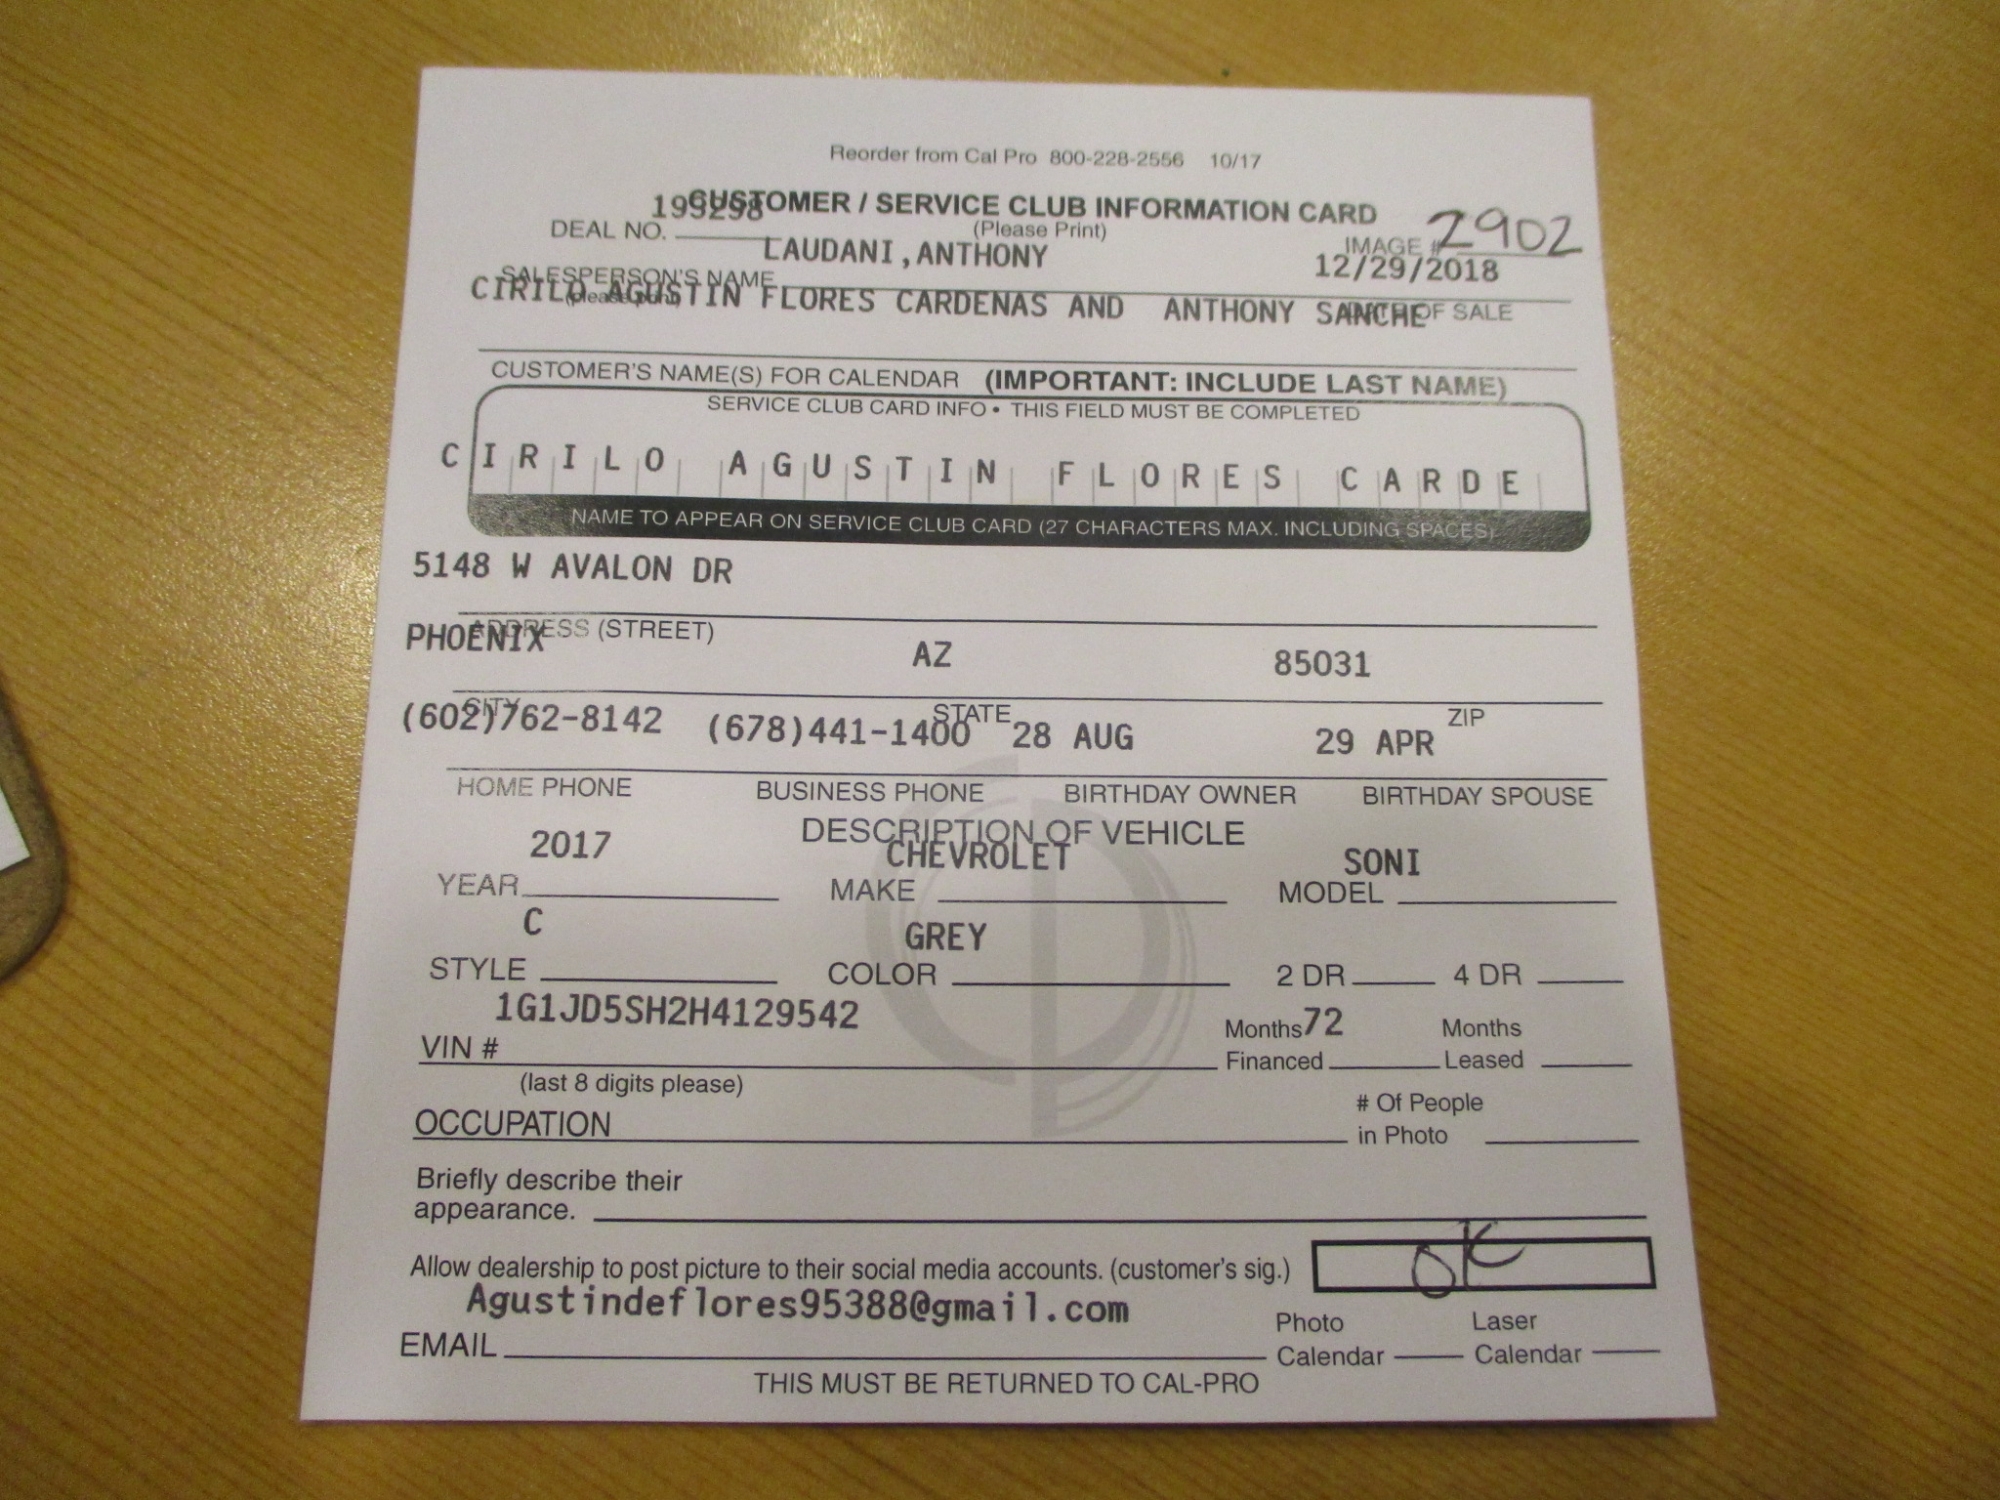 Reorder from Cal Pro 800-228-2556 10/17
CUSTOMER / SERVICE CLUB INFORMATION CARD
(Please Print)
DEAL NO. 195298
IMAGE # 2902
LAUDANI,ANTHONY 12/29/2018
SALESPERSON'S NAME (please print) DATE OF SALE
CIRILO AGUSTIN FLORES CARDENAS AND ANTHONY SANCHE
CUSTOMER'S NAME(S) FOR CALENDAR (IMPORTANT: INCLUDE LAST NAME)
SERVICE CLUB CARD INFO • THIS FIELD MUST BE COMPLETED
CIRILO AGUSTIN FLORES CARDE
NAME TO APPEAR ON SERVICE CLUB CARD (27 CHARACTERS MAX. INCLUDING SPACES)
5148 W AVALON DR
ADDRESS (STREET)
PHOENIX AZ 85031
CITY STATE ZIP
(602)762-8142 (678)441-1400 28 AUG 29 APR
HOME PHONE BUSINESS PHONE BIRTHDAY OWNER BIRTHDAY SPOUSE
DESCRIPTION OF VEHICLE
2017 CHEVROLET SONI
YEAR MAKE MODEL
C GREY
STYLE COLOR 2 DR 4 DR
1G1JD5SH2H4129542
VIN # Months Financed 72 Months Leased
(last 8 digits please)
OCCUPATION # Of People in Photo
Briefly describe their
appearance.
Allow dealership to post picture to their social media accounts. (customer's sig.) OK
Agustindeflores95388@gmail.com
EMAIL Photo Calendar Laser Calendar
THIS MUST BE RETURNED TO CAL-PRO